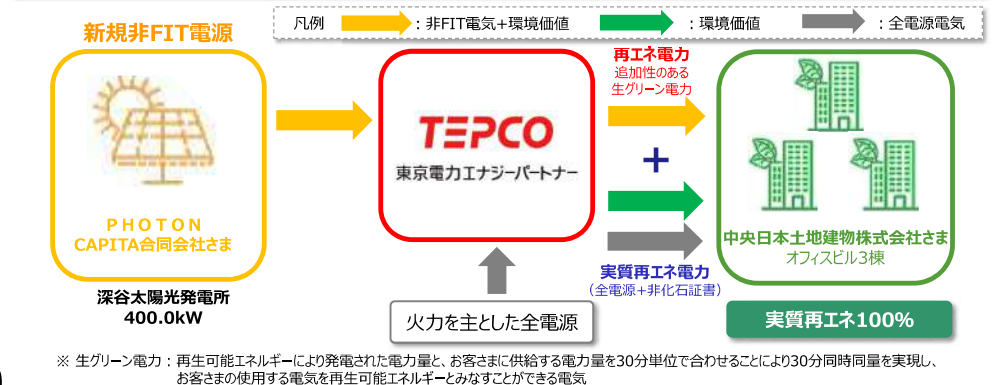 凡例 ：非FIT電気+環境価値 ：環境価値 ：全電源電気
新規非FIT電源
PHOTON
CAPITA合同会社さま
深谷太陽光発電所
400.0kW
TEPCO
東京電力エナジーパートナー
火力を主とした全電源
再エネ電力
追加性のある
生グリーン電力
+
実質再エネ電力
（全電源+非化石証書）
中央日本土地建物株式会社さま
オフィスビル3棟
実質再エネ100%
※ 生グリーン電力：再生可能エネルギーにより発電された電力量と、お客さまに供給する電力量を30分単位で合わせることにより30分同時同量を実現し、
お客さまの使用する電気を再生可能エネルギーとみなすことができる電気